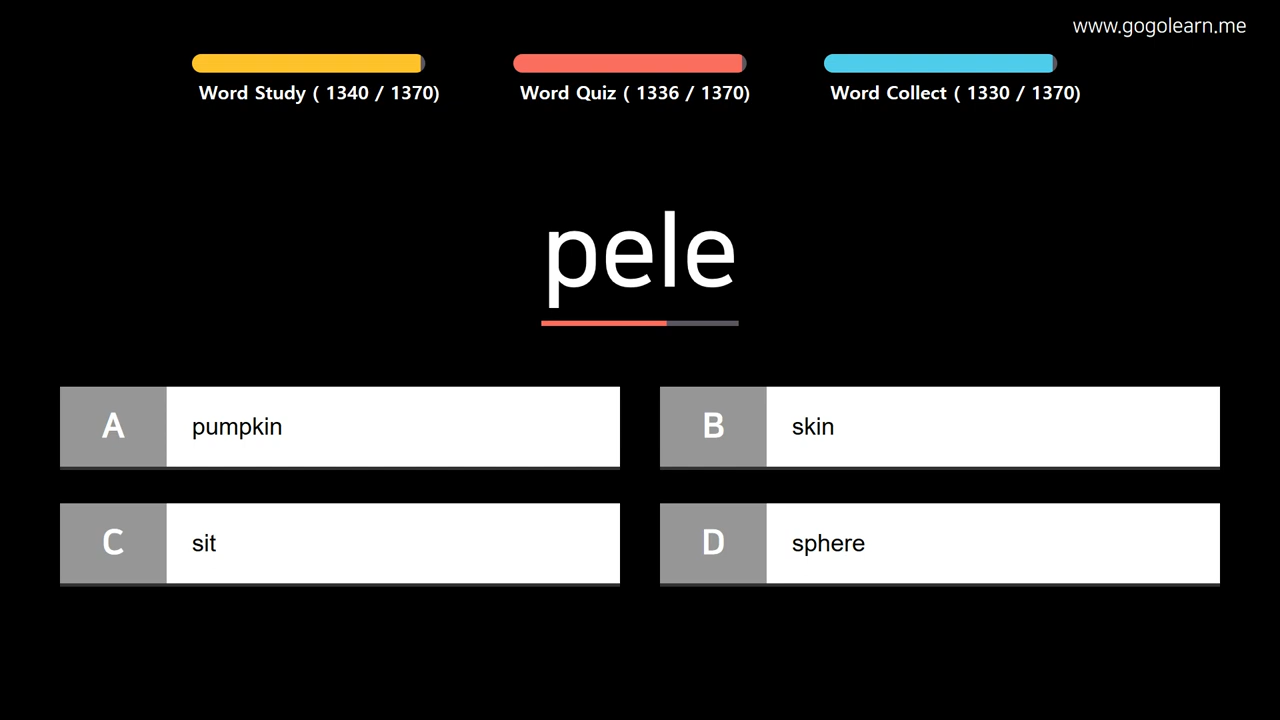 www.gogolearn.me
Word Study ( 1340 / 1370)
Word Quiz ( 1336 / 1370)
Word Collect ( 1330 / 1370)
pele
A pumpkin
B skin
C sit
D sphere